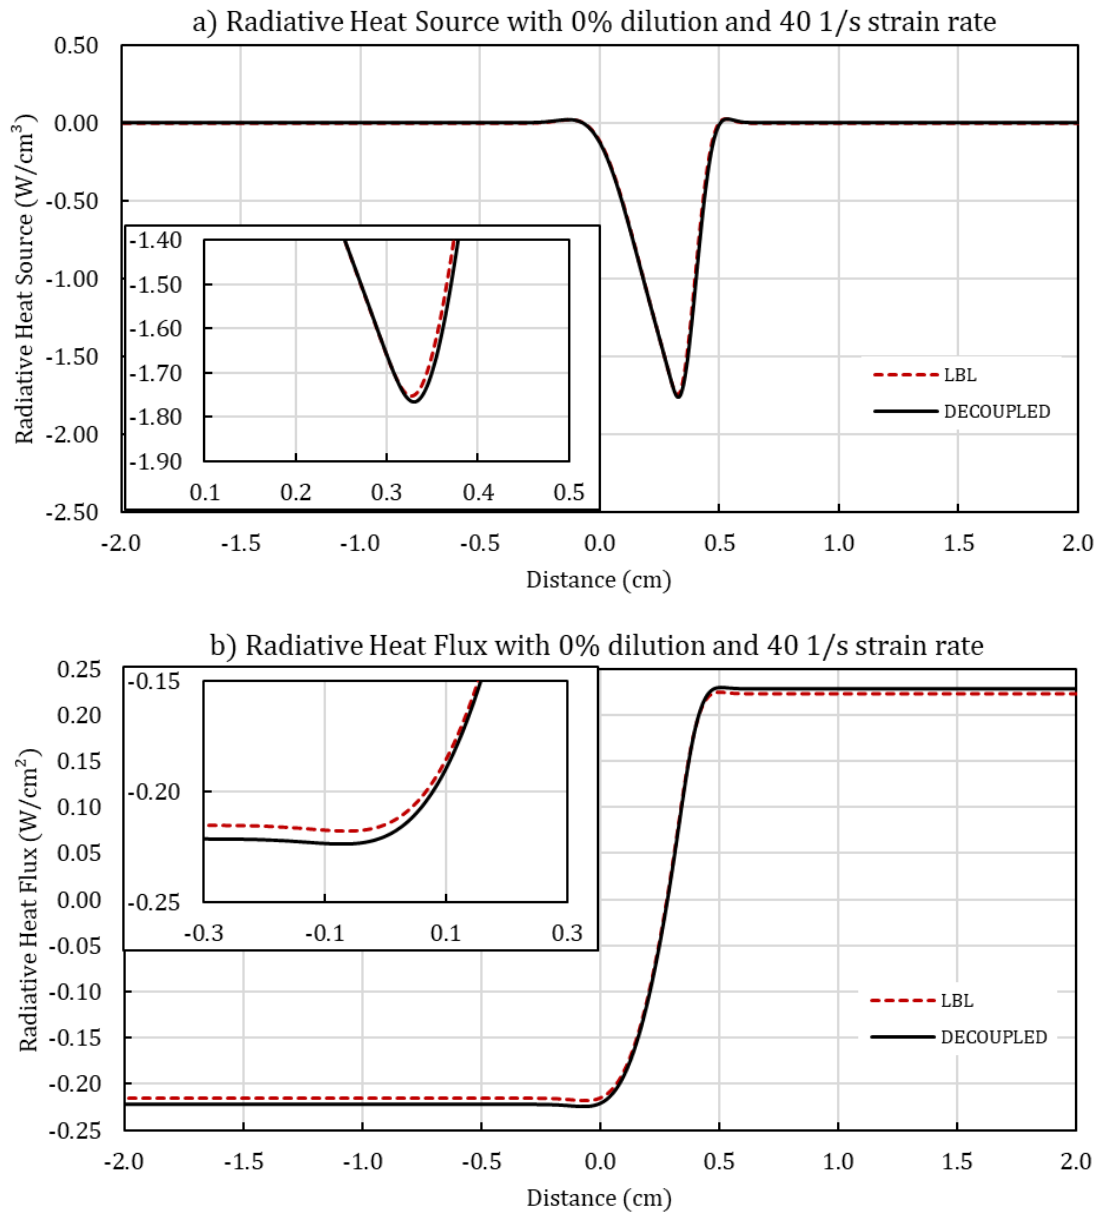 a) Radiative Heat Source with 0% dilution and 40 1/s strain rate
Radiative Heat Source (W/cm³)
0.50
0.00
-0.50
-1.00
-1.50
-2.00
-2.50
-1.40
-1.50
-1.60
-1.70
-1.80
-1.90
0.1 0.2 0.3 0.4 0.5
LBL
DECOUPLED
-2.0 -1.5 -1.0 -0.5 0.0 0.5 1.0 1.5 2.0
Distance (cm)
b) Radiative Heat Flux with 0% dilution and 40 1/s strain rate
Radiative Heat Flux (W/cm²)
0.25
0.20
0.15
0.10
0.05
0.00
-0.05
-0.10
-0.15
-0.20
-0.25
-0.15
-0.20
-0.25
-0.3 -0.1 0.1 0.3
LBL
DECOUPLED
-2.0 -1.5 -1.0 -0.5 0.0 0.5 1.0 1.5 2.0
Distance (cm)